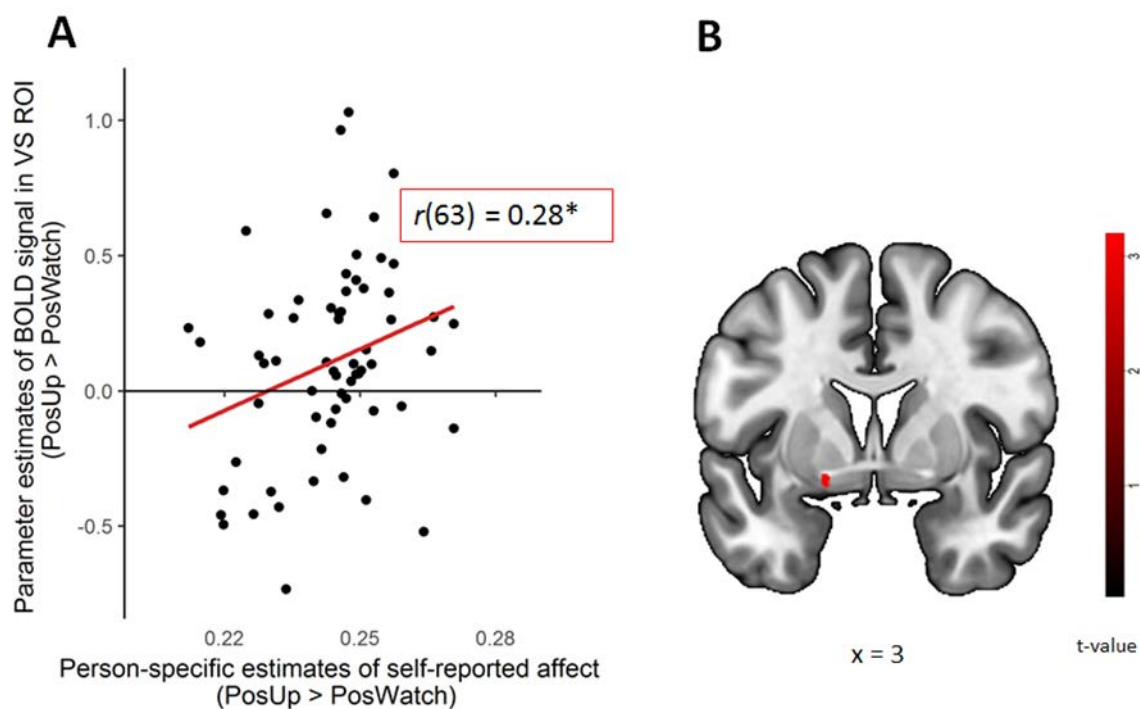 A
Parameter estimates of BOLD signal in VS ROI
(PosUp > PosWatch)
1.0
0.5
0.0
-0.5
r(63) = 0.28*
0.22
0.25
0.28
Person-specific estimates of self-reported affect
(PosUp > PosWatch)
B
3
2
1
x = 3
t-value